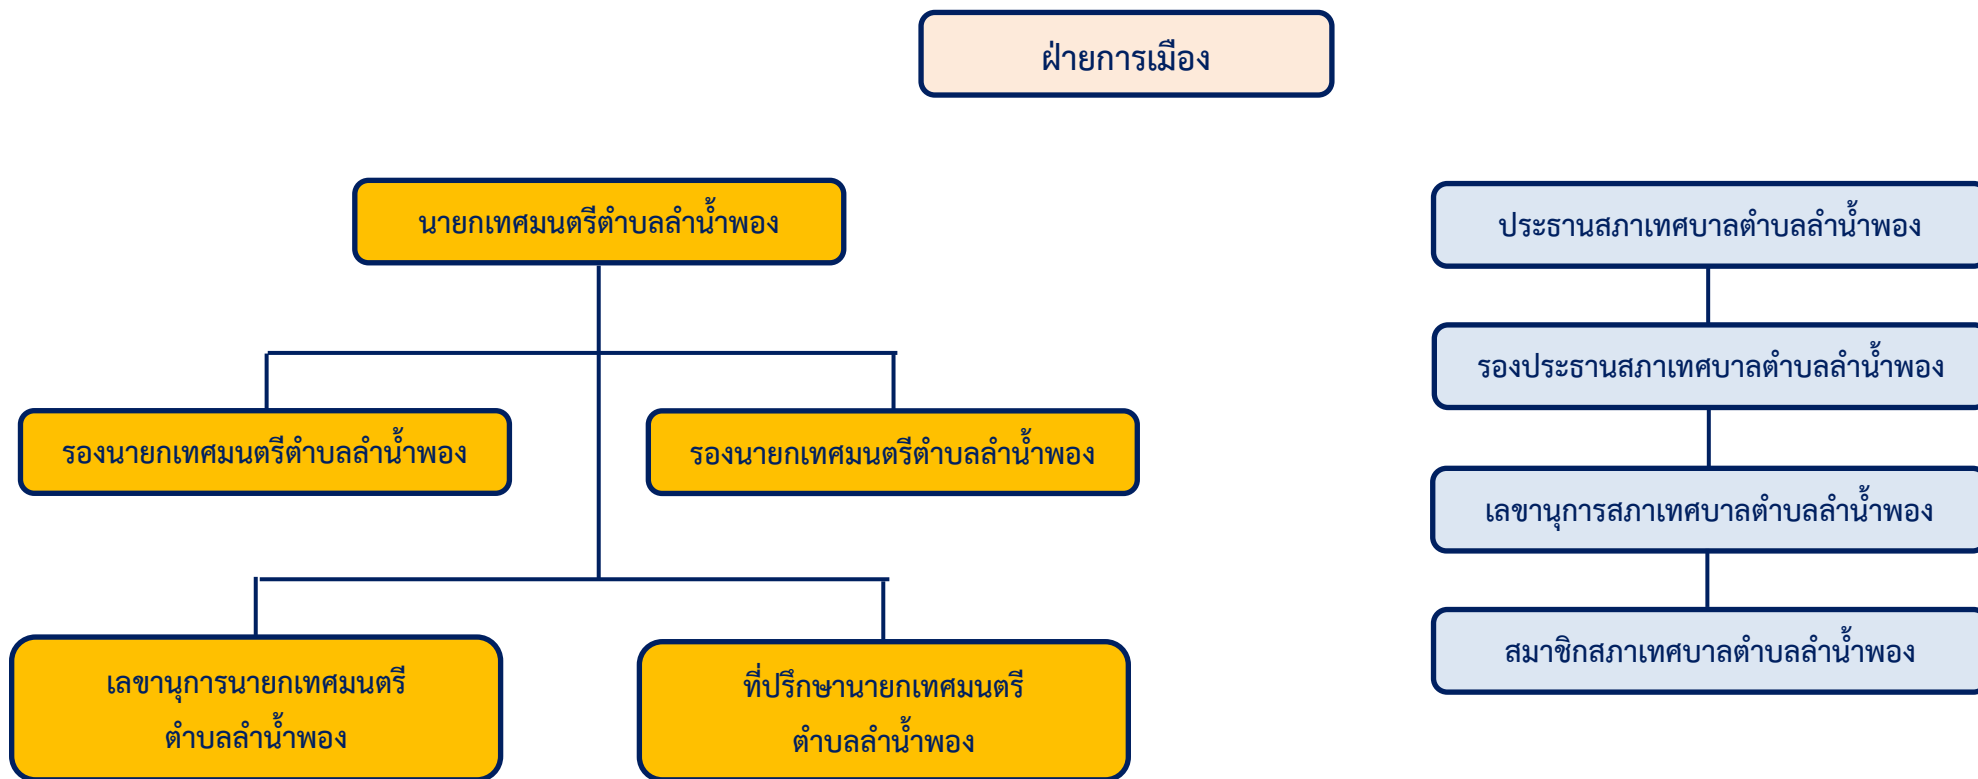 ฝ่ายการเมือง
นายกเทศมนตรีตำบลลำน้ำพอง
รองนายกเทศมนตรีตำบลลำน้ำพอง
รองนายกเทศมนตรีตำบลลำน้ำพอง
เลขานุการนายกเทศมนตรี
ตำบลลำน้ำพอง
ที่ปรึกษานายกเทศมนตรี
ตำบลลำน้ำพอง
ประธานสภาเทศบาลตำบลลำน้ำพอง
รองประธานสภาเทศบาลตำบลลำน้ำพอง
เลขานุการสภาเทศบาลตำบลลำน้ำพอง
สมาชิกสภาเทศบาลตำบลลำน้ำพอง